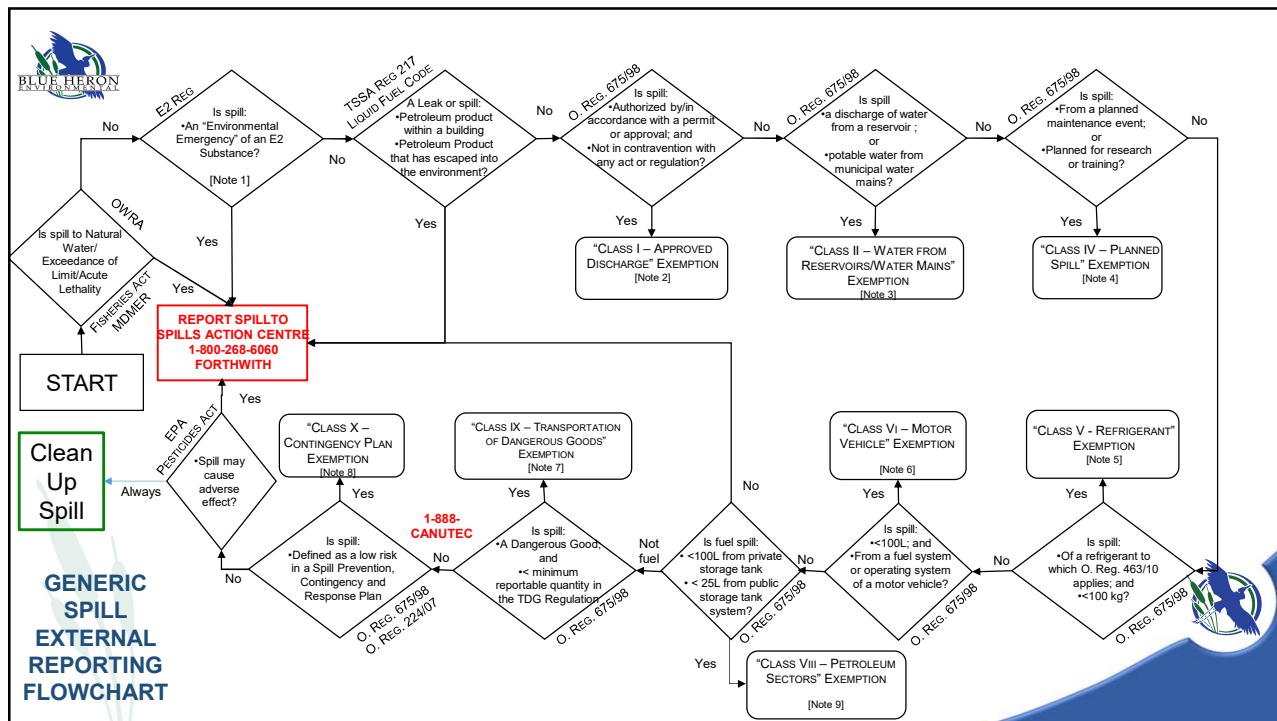 BLUE HERON
ENVIRONMENTAL
E2 REG
Is spill:
•An “Environmental
Emergency” of an E2
Substance?
[Note 1]
No
No
Yes
TSSA REG 217
LIQUID FUEL CODE
A Leak or spill:
•Petroleum product
within a building
•Petroleum Product
that has escaped into
the environment?
No
Yes
O. REG. 675/98
Is spill:
•Authorized by/in
accordance with a permit
or approval; and
•Not in contravention with
any act or regulation?
No
Yes
“CLASS I – APPROVED
DISCHARGE” EXEMPTION
[Note 2]
O. REG. 675/98
Is spill
•a discharge of water
from a reservoir ;
or
•potable water from
municipal water
mains?
No
Yes
“CLASS II – WATER FROM
RESERVOIRS/WATER MAINS”
EXEMPTION
[Note 3]
O. REG. 675/98
Is spill:
•From a planned
maintenance event;
or
•Planned for research
or training?
No
Yes
“CLASS IV – PLANNED
SPILL” EXEMPTION
[Note 4]
OWRA
Is spill to Natural
Water/
Exceedance of
Limit/Acute
Lethality
FISHERIES ACT
MDMER
Yes
START
REPORT SPILLTO
SPILLS ACTION CENTRE
1-800-268-6060
FORTHWITH
Yes
EPA
PESTICIDES ACT
•Spill may
cause
adverse
effect?
Always
Clean
Up
Spill
No
“CLASS X –
CONTINGENCY PLAN
EXEMPTION
[Note 8]
Yes
Is spill:
•Defined as a low risk
in a Spill Prevention,
Contingency and
Response Plan
O. REG. 675/98
O. REG. 224/07
1-888-
CANUTEC
No
“CLASS IX – TRANSPORTATION
OF DANGEROUS GOODS”
EXEMPTION
[Note 7]
Yes
Is spill:
•A Dangerous Good;
and
•< minimum
reportable quantity in
the TDG Regulation
O. REG. 675/98
Not
fuel
No
Is fuel spill:
• <100L from private
storage tank
• < 25L from public
storage tank
system?
O. REG. 675/98
Yes
“CLASS VIII – PETROLEUM
SECTORS” EXEMPTION
[Note 9]
No
“CLASS VI – MOTOR
VEHICLE” EXEMPTION
[Note 6]
Yes
Is spill:
•<100L; and
•From a fuel system
or operating system
of a motor vehicle?
O. REG. 675/98
No
“CLASS V - REFRIGERANT”
EXEMPTION
[Note 5]
Yes
Is spill:
•Of a refrigerant to
which O. Reg. 463/10
applies; and
•<100 kg?
O. REG. 675/98
GENERIC
SPILL
EXTERNAL
REPORTING
FLOWCHART